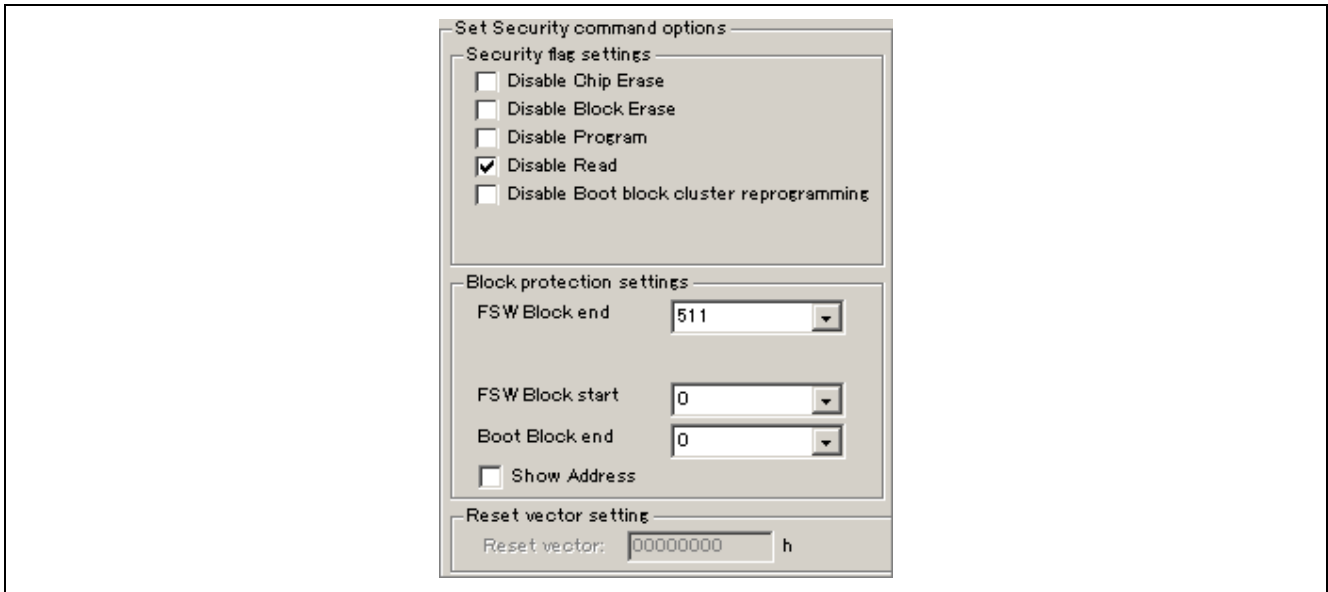 Set Security command options
Security flag settings
Disable Chip Erase
Disable Block Erase
Disable Program
Disable Read
Disable Boot block cluster reprogramming
Block protection settings
FSW Block end 511
FSW Block start 0
Boot Block end 0
Show Address
Reset vector setting
Reset vector: 00000000 h